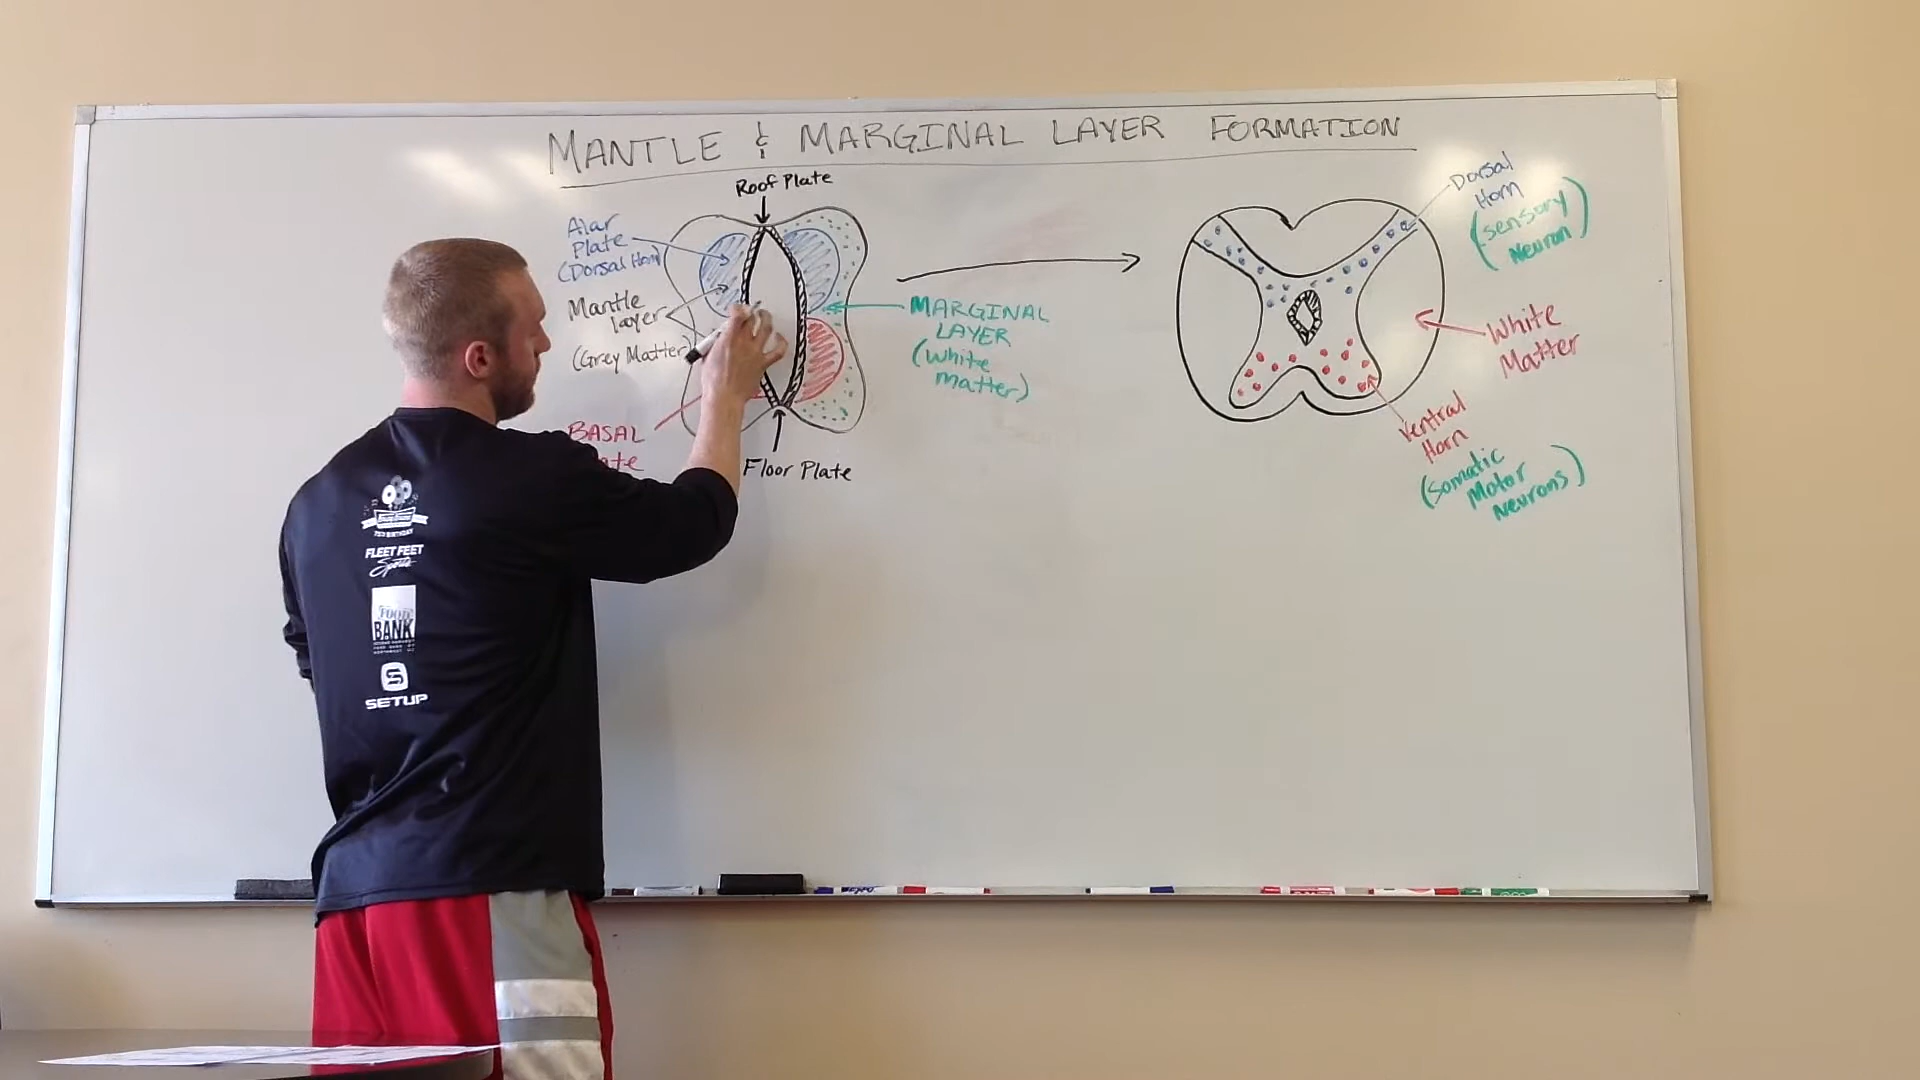 MANTLE & MARGINAL LAYER FORMATION
Roof Plate
Alar
Plate
(Dorsal Horn)
Mantle
layer
(Grey Matter)
BASAL
Floor Plate
MARGINAL
LAYER
(White
matter)
Dorsal
Horn
(sensory
Neuron)
White
Matter
Ventral
Horn
(Somatic
Motor
Neurons)
FLEET FEET
Sports
FOOD
BANK
SETUP